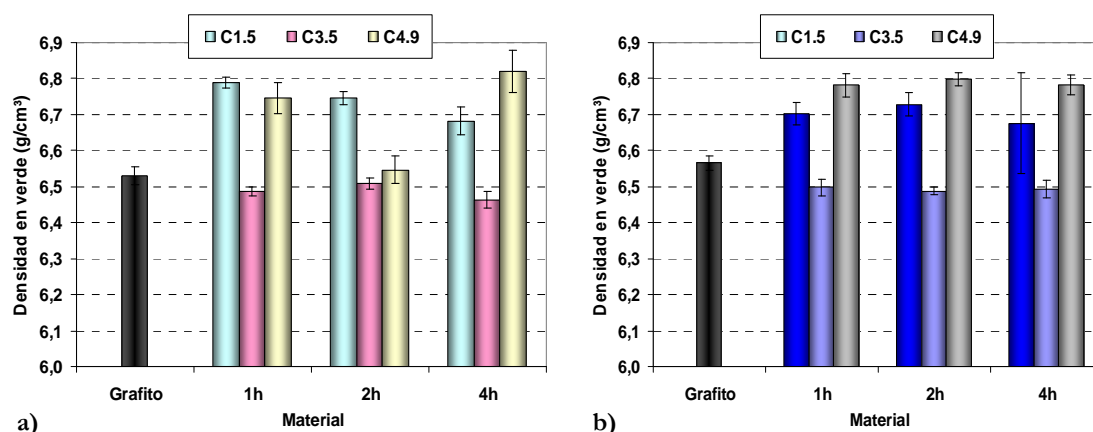 C1.5 C3.5 C4.9
Densidad en verde (g/cm³)
6,9
6,8
6,7
6,6
6,5
6,4
6,3
6,2
6,1
6,0
Grafito 1h 2h 4h
Material
a)
C1.5 C3.5 C4.9
Densidad en verde (g/cm³)
6,9
6,8
6,7
6,6
6,5
6,4
6,3
6,2
6,1
6,0
Grafito 1h 2h 4h
Material
b)